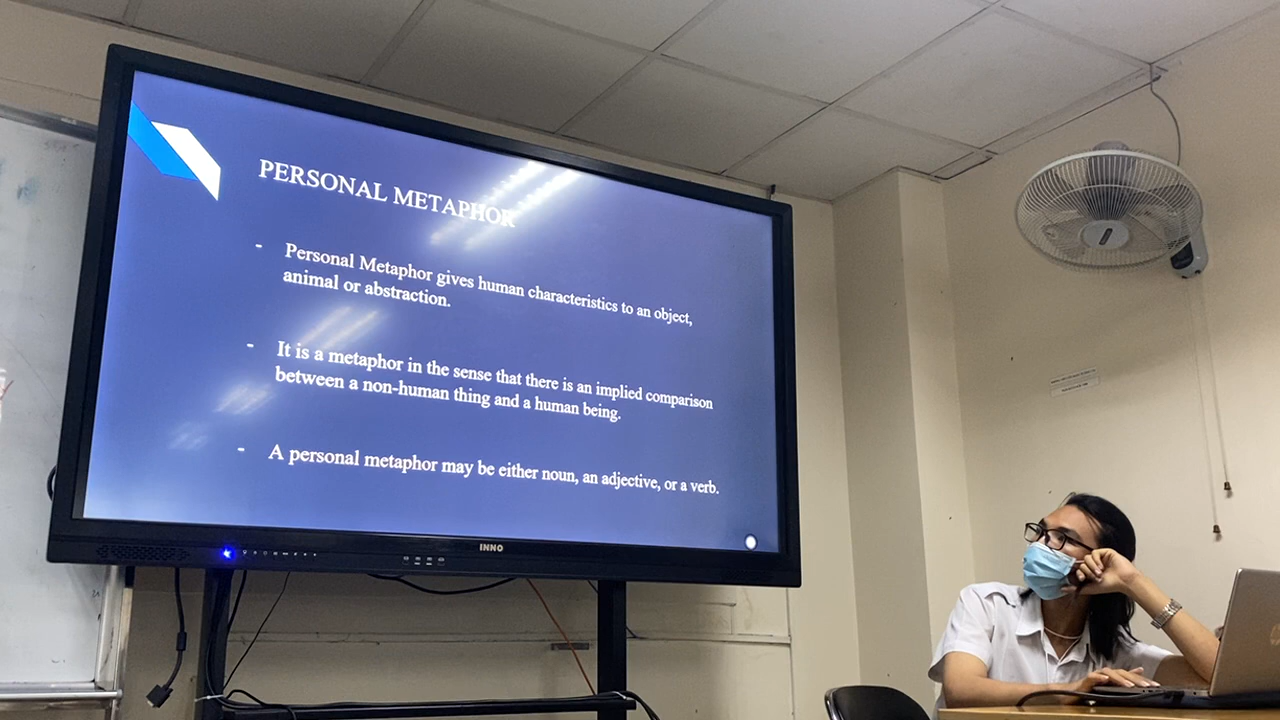 PERSONAL METAPHOR
- Personal Metaphor gives human characteristics to an object,
animal or abstraction.
- It is a metaphor in the sense that there is an implied comparison
between a non-human thing and a human being.
- A personal metaphor may be either noun, an adjective, or a verb.
INNO